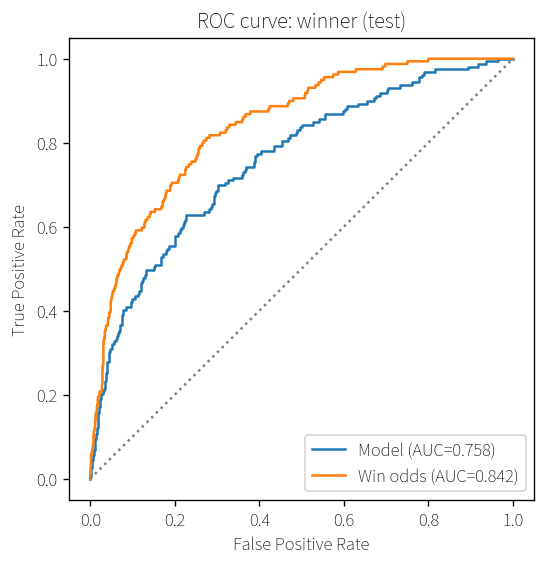 ROC curve: winner (test)
True Positive Rate
1.0
0.8
0.6
0.4
0.2
0.0
0.0 0.2 0.4 0.6 0.8 1.0
False Positive Rate
Model (AUC=0.758)
Win odds (AUC=0.842)